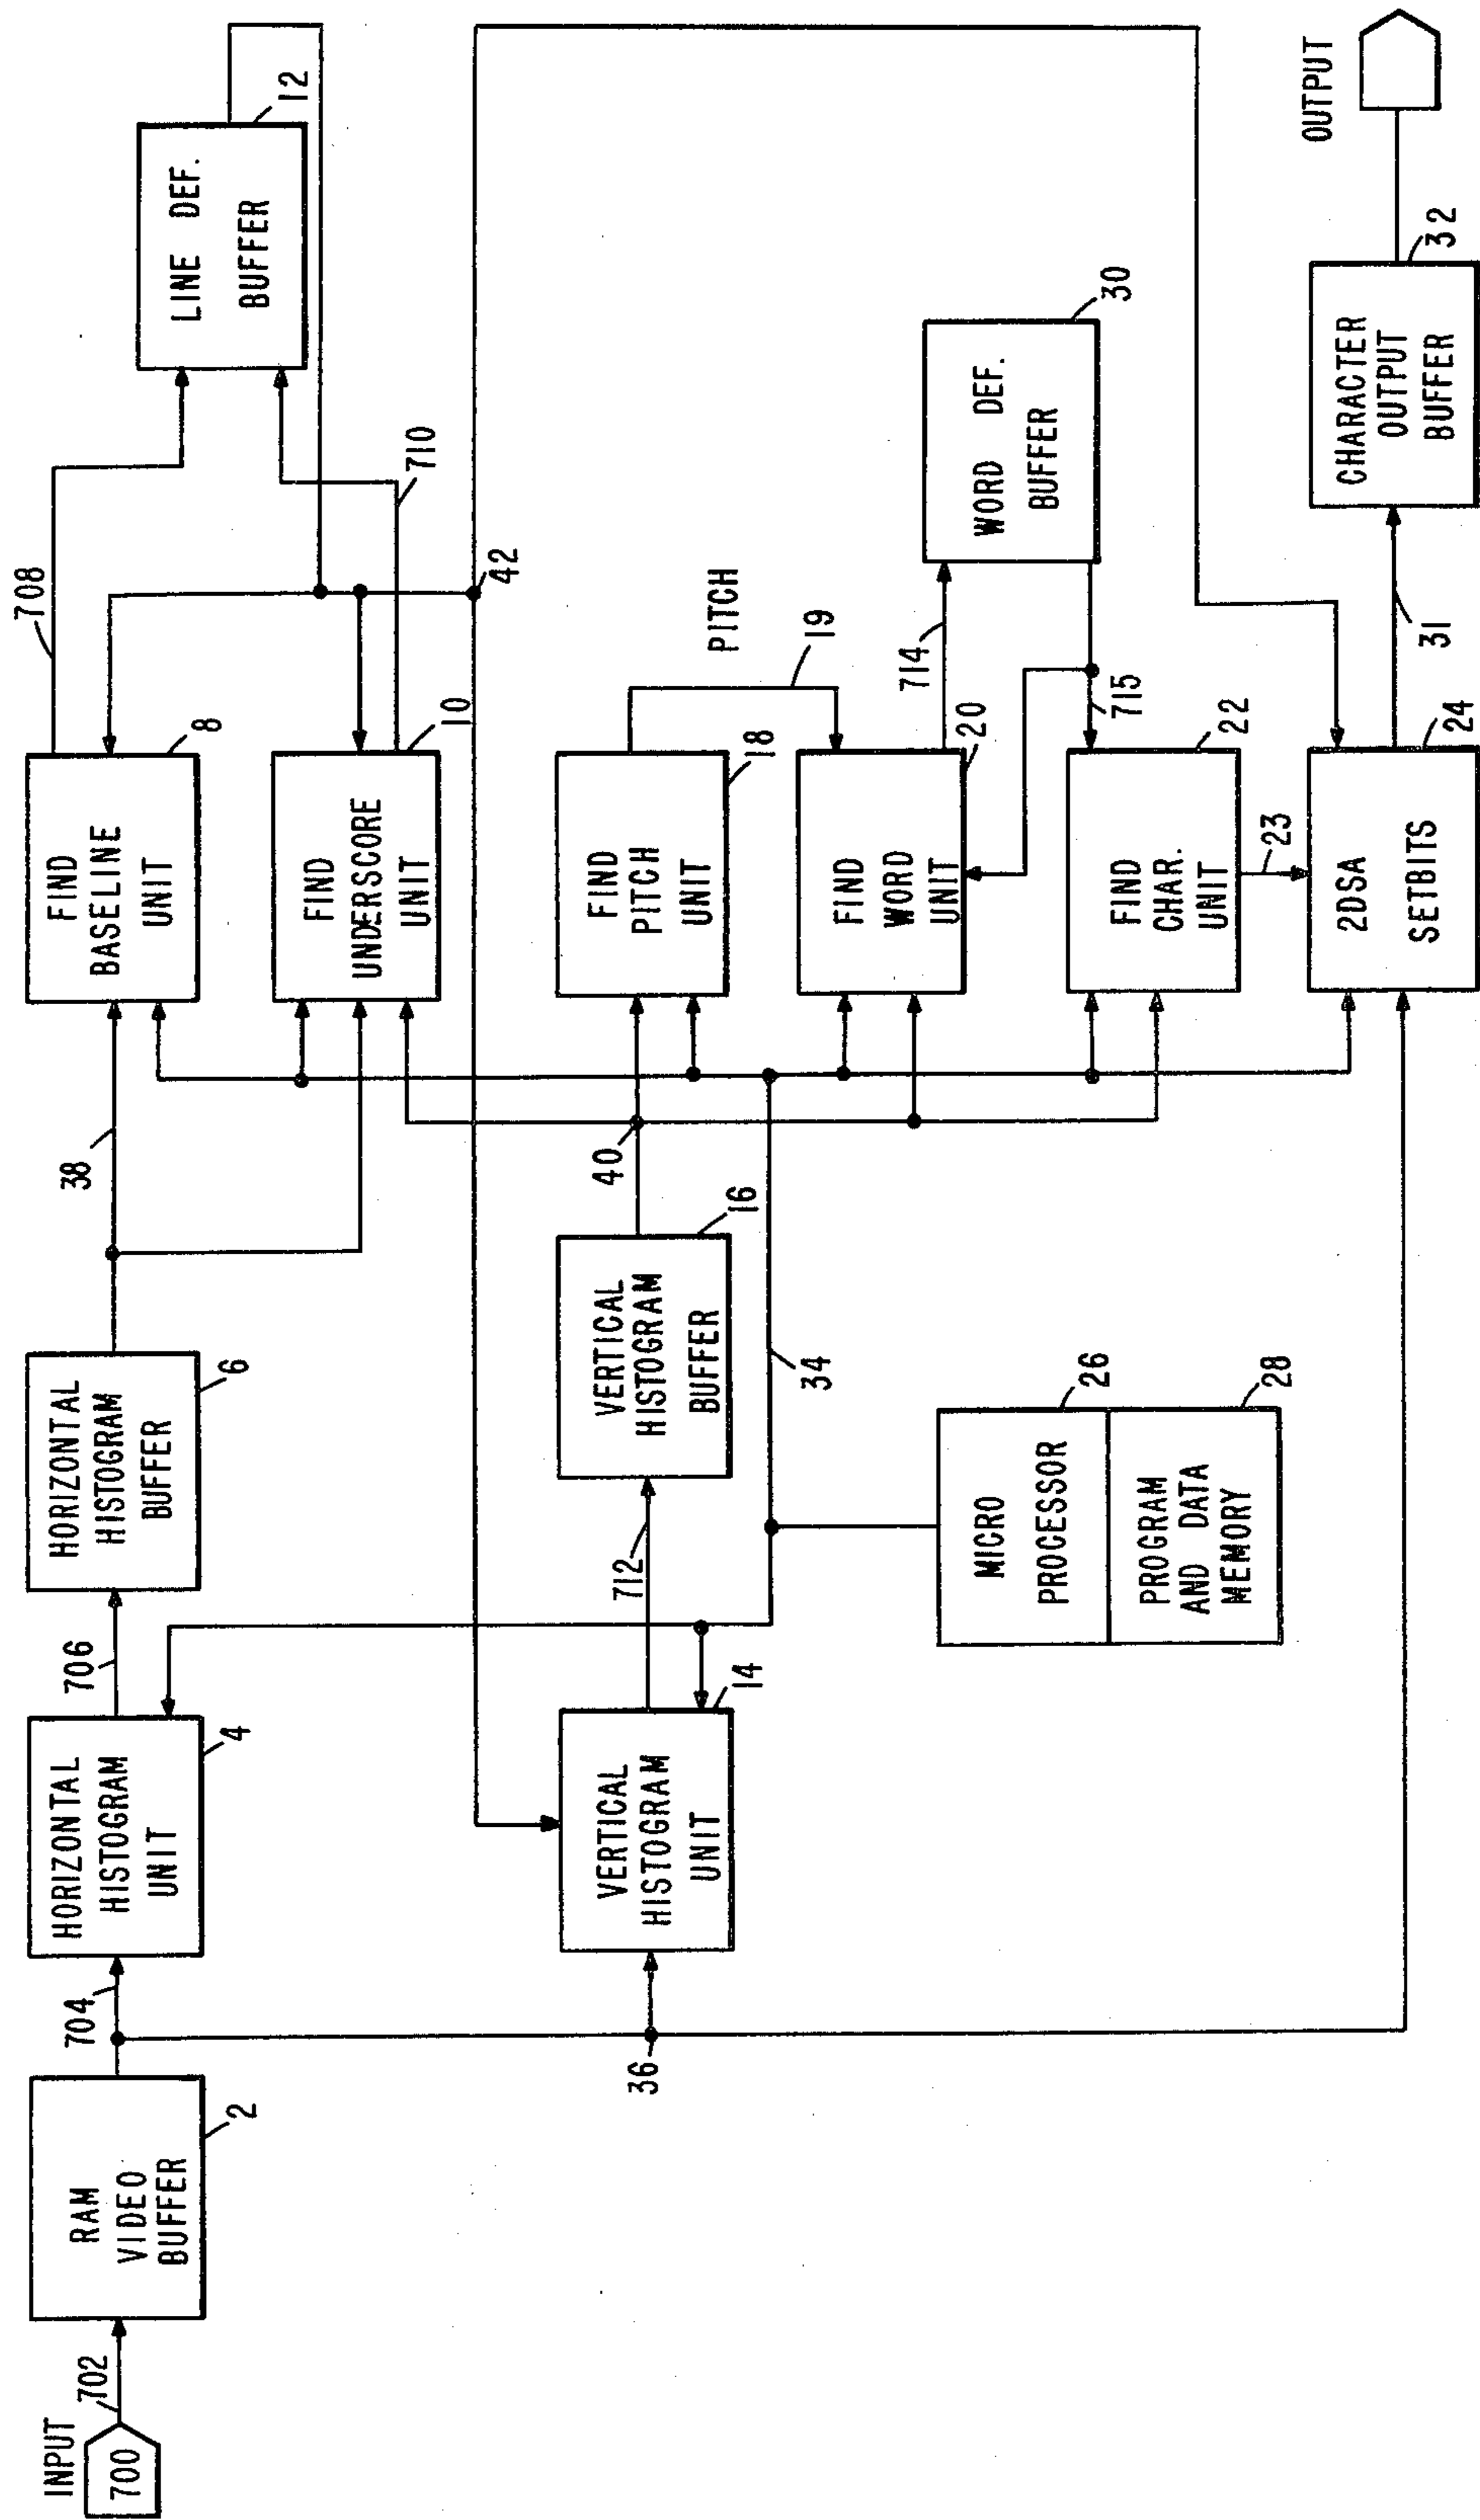 INPUT
700
702
RAM
VIDEO
BUFFER
2
704
HORIZONTAL
HISTOGRAM
UNIT
4
706
HORIZONTAL
HISTOGRAM
BUFFER
6
38
FIND
BASELINE
UNIT
8
708
LINE DEF.
BUFFER
12
FIND
UNDERSCORE
UNIT
10
710
42
36
VERTICAL
HISTOGRAM
UNIT
14
712
VERTICAL
HISTOGRAM
BUFFER
16
40
FIND
PITCH
UNIT
18
19
PITCH
34
FIND
WORD
UNIT
20
714
WORD DEF.
BUFFER
30
715
MICRO
PROCESSOR
26
PROGRAM
AND DATA
MEMORY
28
FIND
CHAR.
UNIT
22
23
2DSA
SETBITS
24
31
CHARACTER
OUTPUT
BUFFER
32
OUTPUT